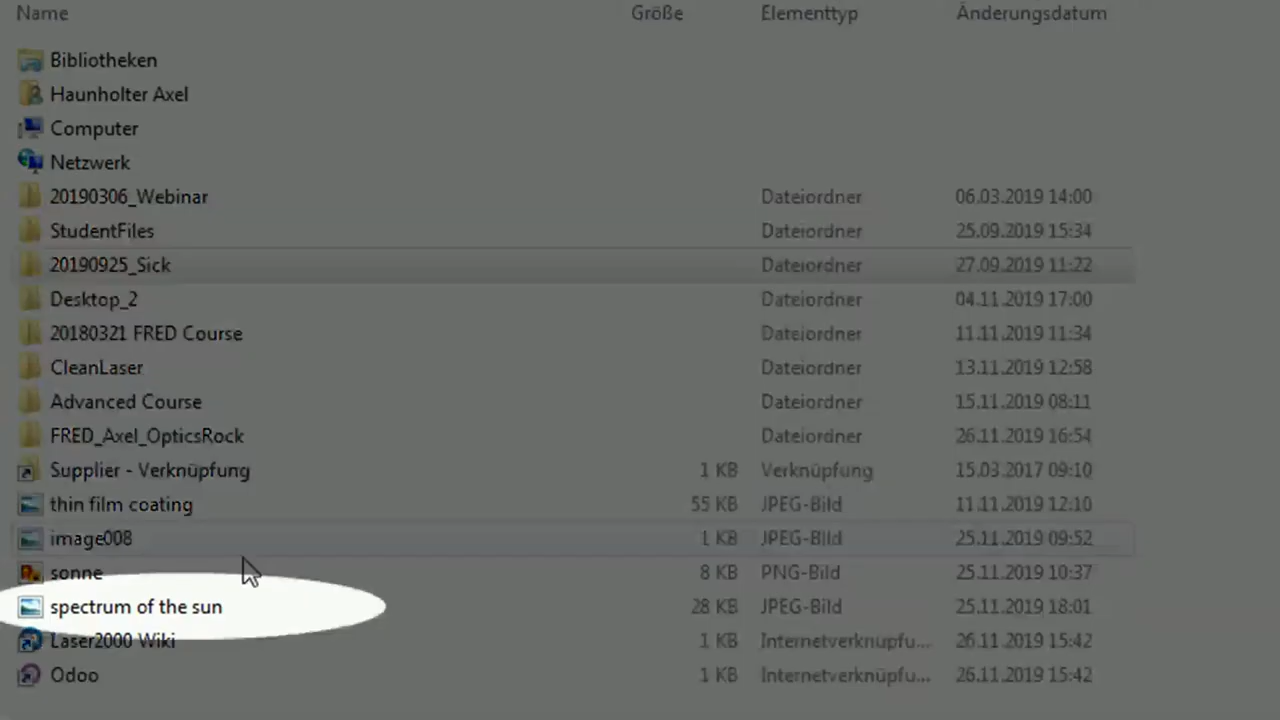 Name Größe Elementtyp Änderungsdatum
Bibliotheken
Haunholter Axel
Computer
Netzwerk
20190306_Webinar Dateiordner 06.03.2019 14:00
StudentFiles Dateiordner 25.09.2019 15:34
20190925_Sick Dateiordner 27.09.2019 11:22
Desktop_2 Dateiordner 04.11.2019 17:00
20180321 FRED Course Dateiordner 11.11.2019 11:34
CleanLaser Dateiordner 13.11.2019 12:58
Advanced Course Dateiordner 15.11.2019 08:11
FRED_Axel_OpticsRock Dateiordner 26.11.2019 16:54
Supplier - Verknüpfung 1 KB Verknüpfung 15.03.2017 09:10
thin film coating 55 KB JPEG-Bild 11.11.2019 12:10
image008 1 KB JPEG-Bild 25.11.2019 09:52
sonne 8 KB PNG-Bild 25.11.2019 10:37
spectrum of the sun 28 KB JPEG-Bild 25.11.2019 18:01
Laser2000 Wiki 1 KB Internetverknüpfu... 26.11.2019 15:42
Odoo 1 KB Internetverknüpfu... 26.11.2019 15:42